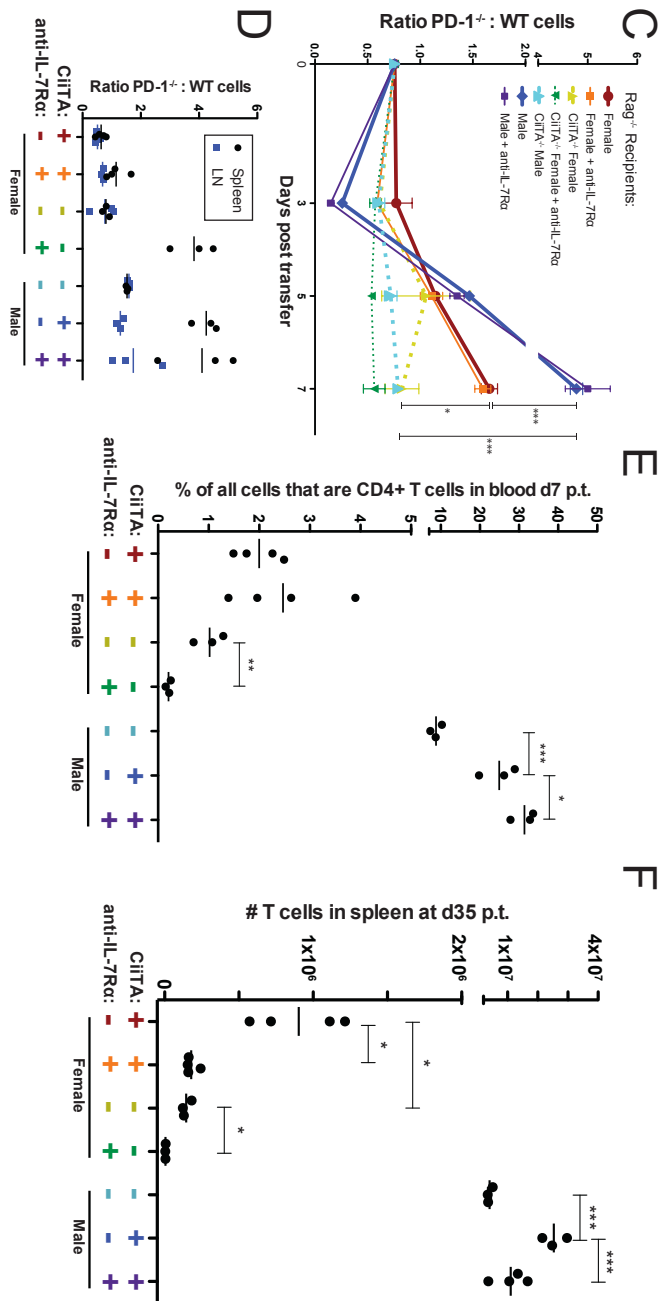 C
Rag-/- Recipients:
Female
Female + anti-IL-7Rα
CiiTA-/- Female
CiiTA-/- Female + anti-IL-7Rα
CiiTA-/- Male
Male
Male + anti-IL-7Rα
Ratio PD-1-/- : WT cells
6
5
4
2.0
1.5
1.0
0.5
0.0
0
3
5
7
Days post transfer
*
***
***
D
Ratio PD-1-/- : WT cells
6
4
2
0
Spleen
LN
CiiTA: + + - - - + +
anti-IL-7Rα: - + - + - - +
Female
Male
E
% of all cells that are CD4+ T cells in blood d7 p.t.
50
40
30
20
10
5
4
3
2
1
0
**
***
*
CiiTA: + + - - - + +
anti-IL-7Rα: - + - + - - +
Female
Male
F
# T cells in spleen at d35 p.t.
4x10^7
1x10^7
2x10^6
1x10^6
0
*
*
*
***
***
CiiTA: + + - - - + +
anti-IL-7Rα: - + - + - - +
Female
Male